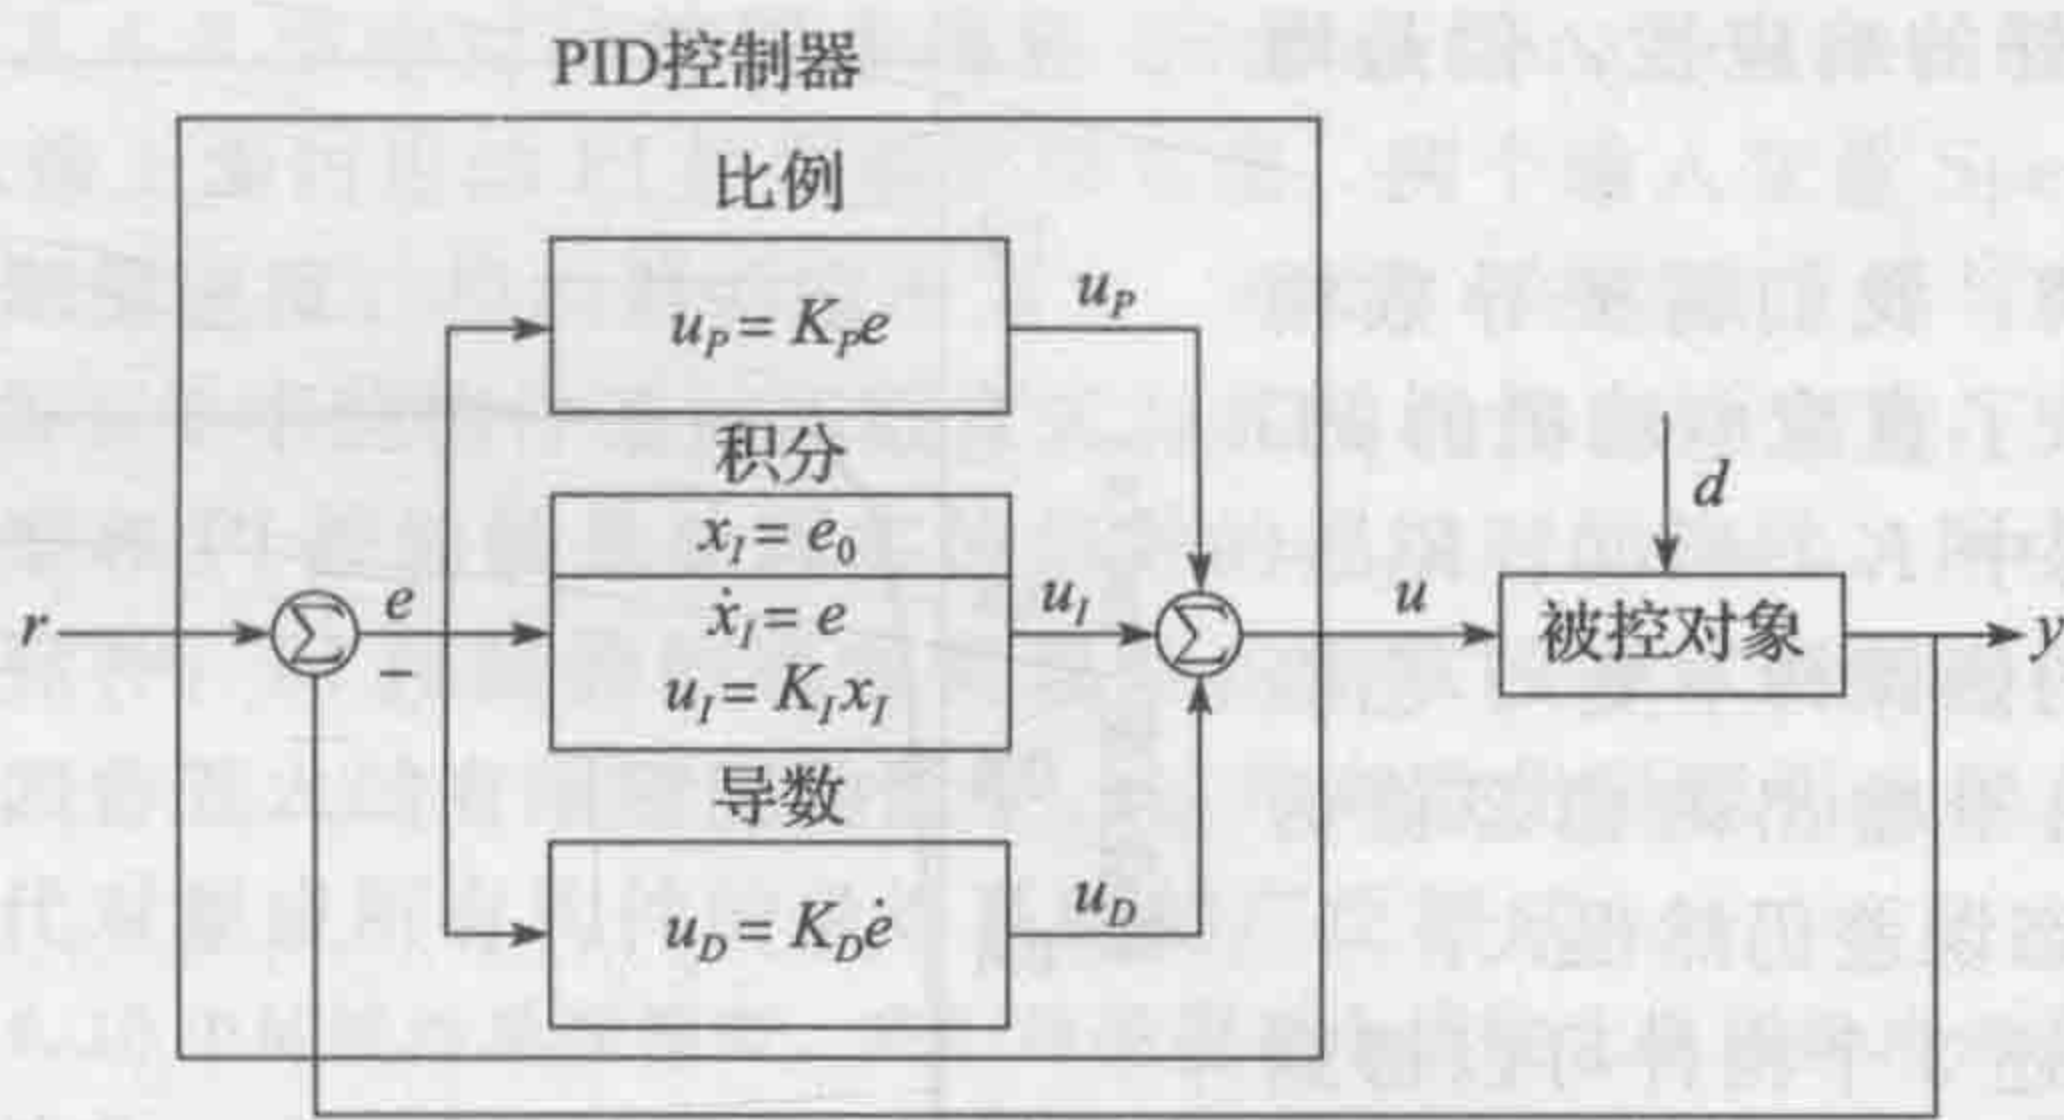 PID控制器
比例
u_P = K_P e
u_P
积分
x_I = e_0
ẋ_I = e
u_I = K_I x_I
u_I
导数
u_D = K_D ė
u_D
r
e
−
u
d
被控对象
y